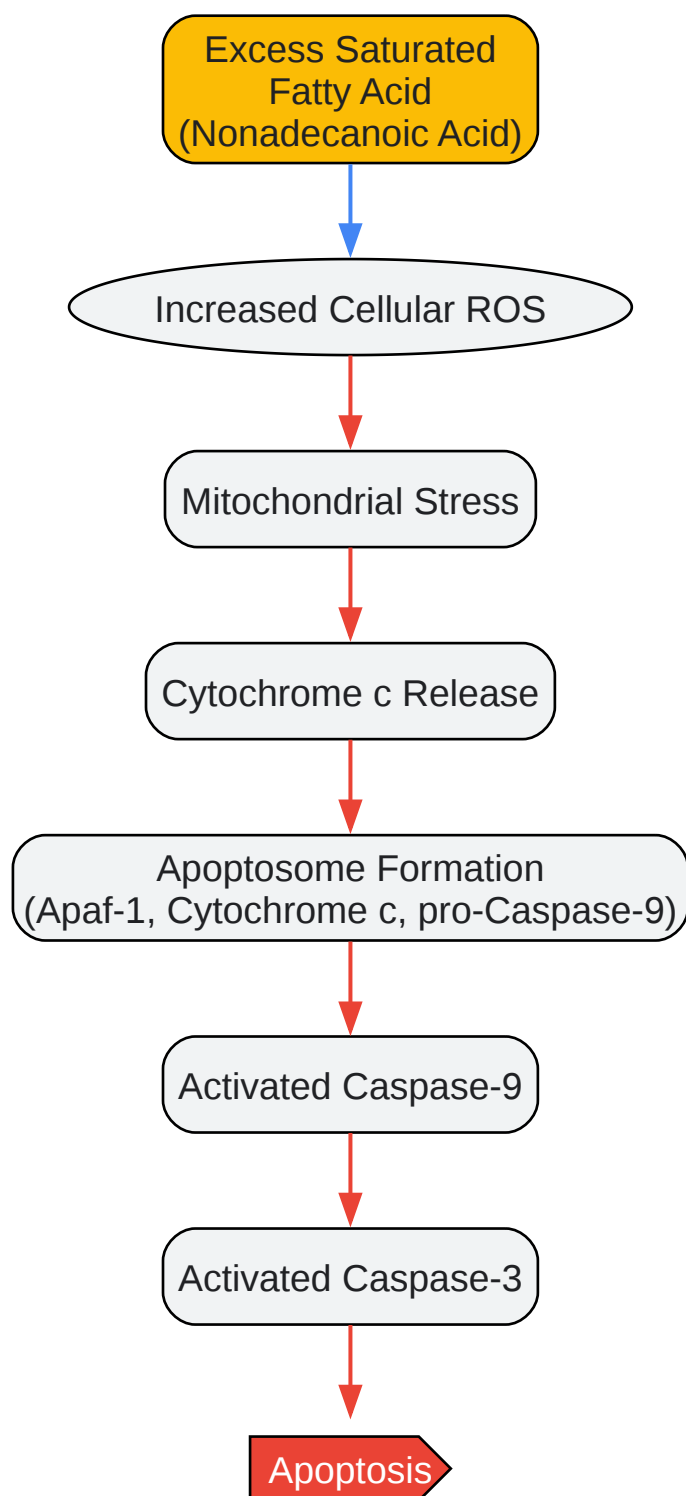 Excess Saturated
Fatty Acid
(Nonadecanoic Acid)
Increased Cellular ROS
Mitochondrial Stress
Cytochrome c Release
Apoptosome Formation
(Apaf-1, Cytochrome c, pro-Caspase-9)
Activated Caspase-9
Activated Caspase-3
Apoptosis